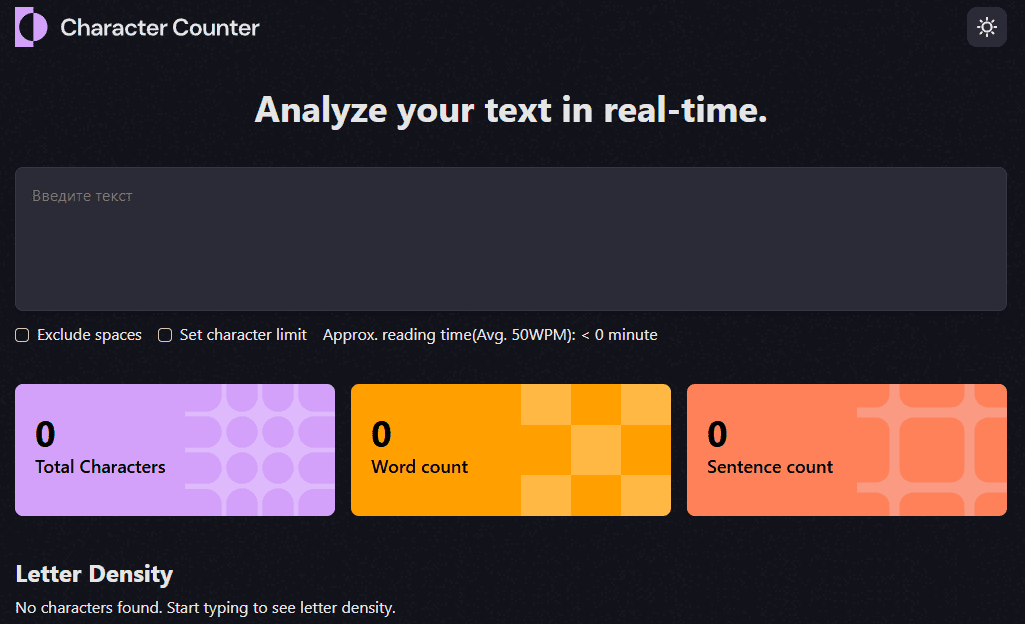 Character Counter
Analyze your text in real-time.
Введите текст
Exclude spaces Set character limit Approx. reading time(Avg. 50WPM): < 0 minute
0 0 0
Total Characters Word count Sentence count
Letter Density
No characters found. Start typing to see letter density.